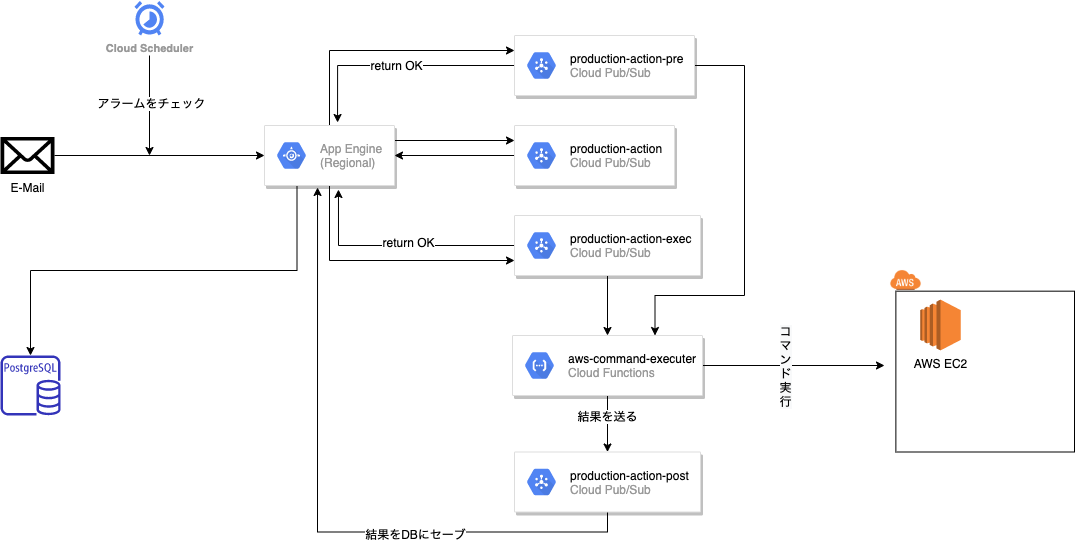 Cloud Scheduler
アラームをチェック
E-Mail
App Engine
(Regional)
return OK
production-action-pre
Cloud Pub/Sub
production-action
Cloud Pub/Sub
return OK
production-action-exec
Cloud Pub/Sub
PostgreSQL
aws-command-executer
Cloud Functions
コマンド実行
AWS
AWS EC2
結果を送る
production-action-post
Cloud Pub/Sub
結果をDBにセーブ